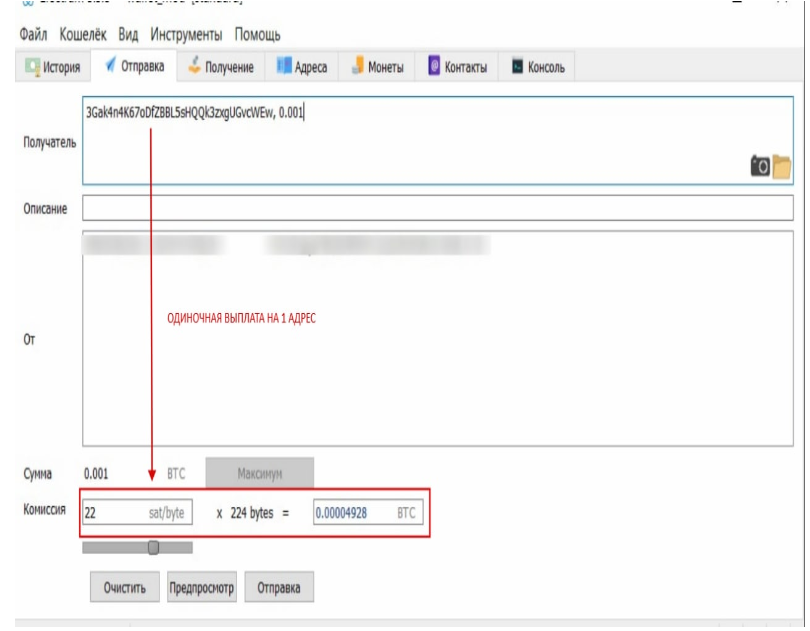 Файл Кошелёк Вид Инструменты Помощь
История Отправка Получение Адреса Монеты Контакты Консоль
3Gak4n4K67oDfZBBL5sHQQk3zxgUGvcWEw, 0.001
Получатель
Описание
ОДИНОЧНАЯ ВЫПЛАТА НА 1 АДРЕС
От
Сумма 0.001 BTC Максимум
Комиссия 22 sat/byte x 224 bytes = 0.00004928 BTC
Очистить Предпросмотр Отправка